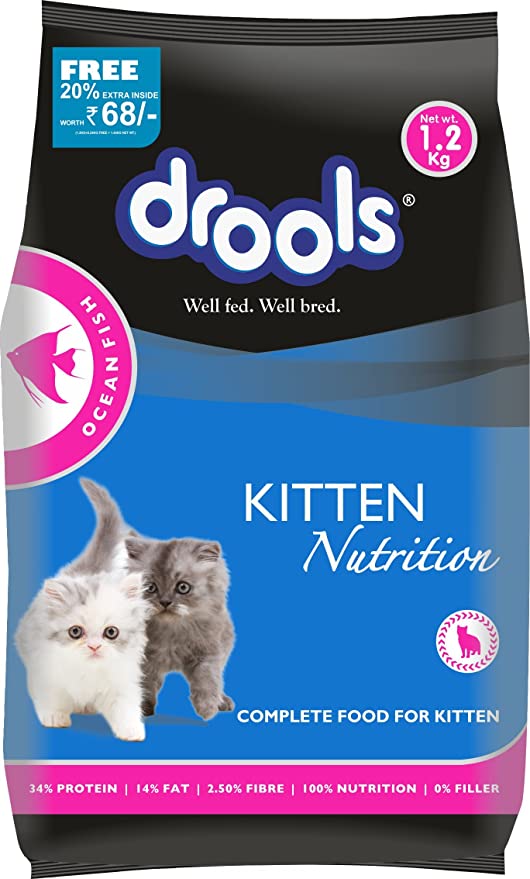 FREE
20% EXTRA INSIDE
WORTH ₹ 68/-
Net wt.
1.2
Kg
drools®
Well fed. Well bred.
OCEAN FISH
KITTEN
Nutrition
COMPLETE FOOD FOR KITTEN
34% PROTEIN | 14% FAT | 2.50% FIBRE | 100% NUTRITION | 0% FILLER